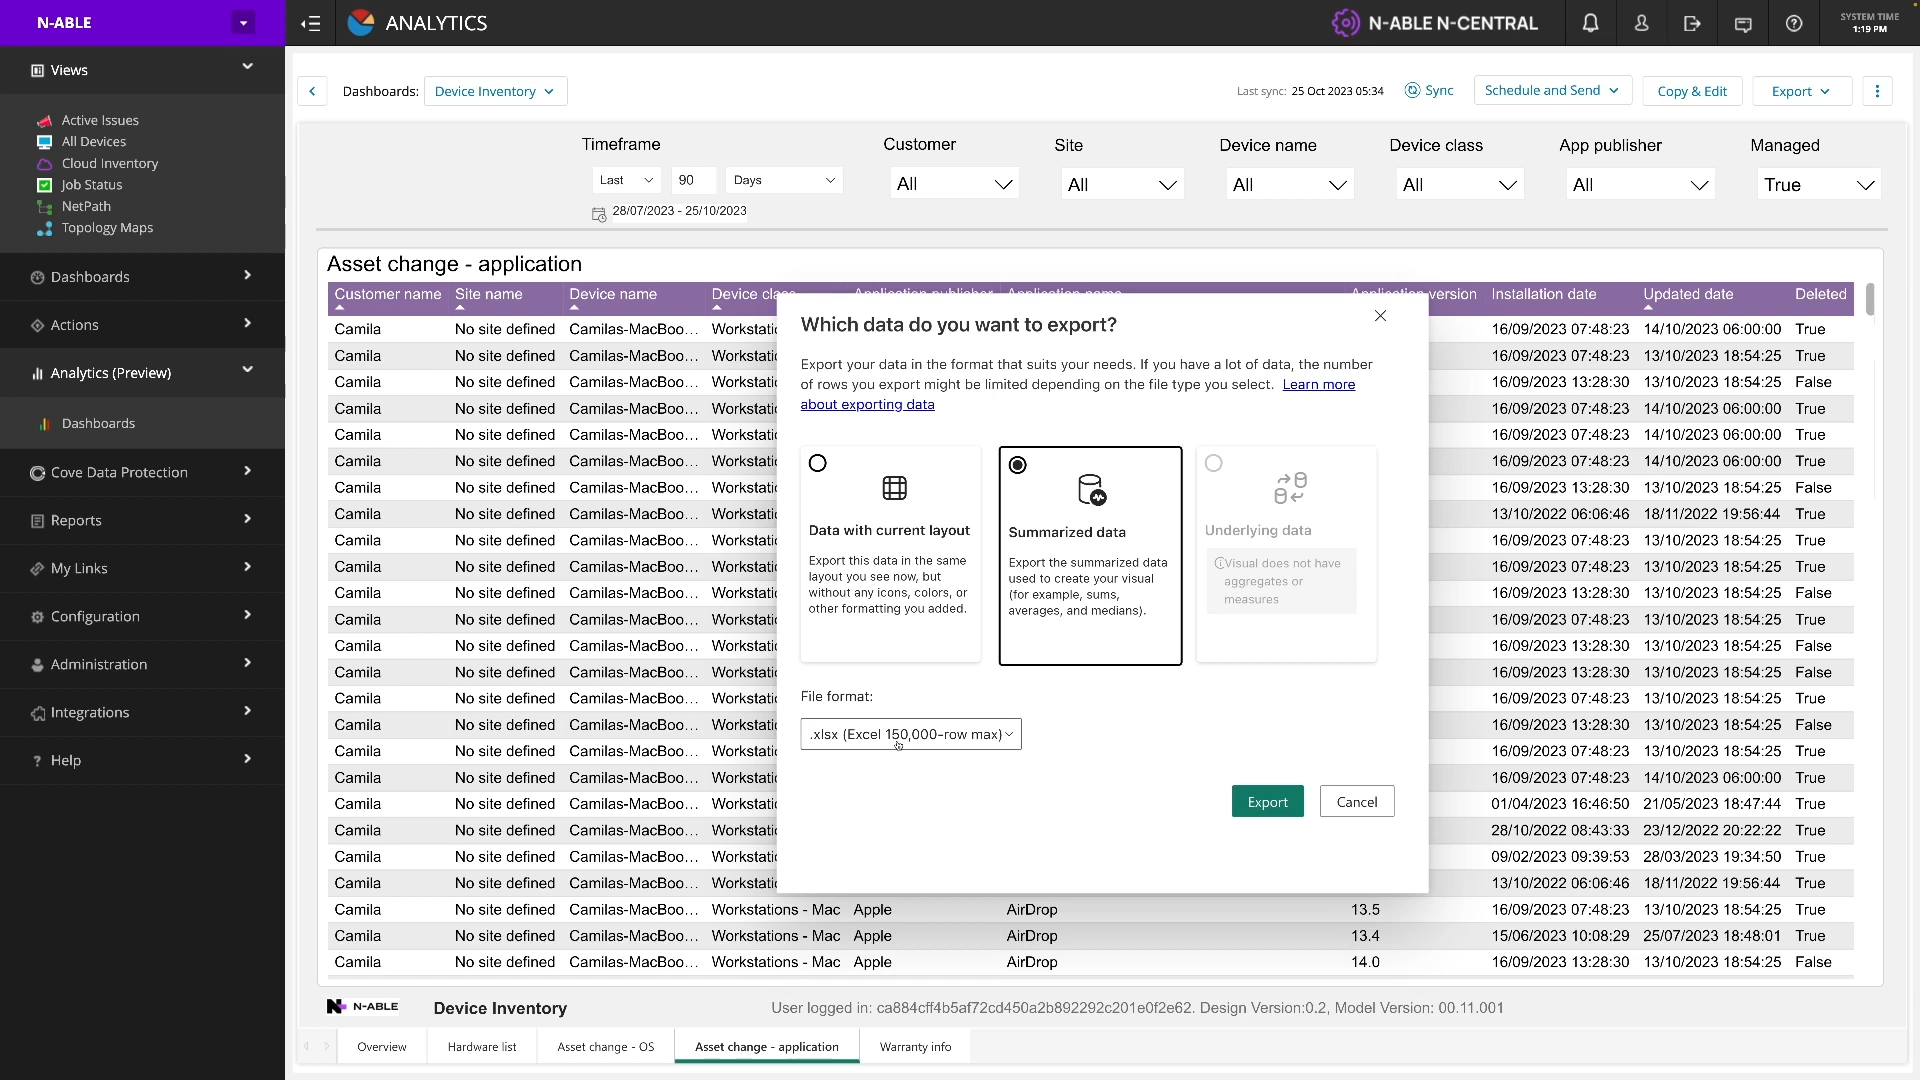 N-ABLE
ANALYTICS
N-ABLE N-CENTRAL
SYSTEM TIME
1:19 PM
Views
Active Issues
All Devices
Cloud Inventory
Job Status
NetPath
Topology Maps
Dashboards
Actions
Analytics (Preview)
Dashboards
Cove Data Protection
Reports
My Links
Configuration
Administration
Integrations
Help
Dashboards: Device Inventory
Last sync: 25 Oct 2023 05:34 Sync Schedule and Send Copy & Edit Export
Timeframe Customer Site Device name Device class App publisher Managed
Last 90 Days All All All All All True
28/07/2023 - 25/10/2023
Asset change - application
Customer name Site name Device name Device class Application publisher Application name Application version Installation date Updated date Deleted
Camila No site defined Camilas-MacBoo... Workstati 16/09/2023 07:48:23 14/10/2023 06:00:00 True
Camila No site defined Camilas-MacBoo... Workstati 16/09/2023 07:48:23 13/10/2023 18:54:25 True
Camila No site defined Camilas-MacBoo... Workstati 16/09/2023 13:28:30 13/10/2023 18:54:25 False
Camila No site defined Camilas-MacBoo... Workstati 16/09/2023 07:48:23 14/10/2023 06:00:00 True
Camila No site defined Camilas-MacBoo... Workstati 16/09/2023 07:48:23 14/10/2023 06:00:00 True
Camila No site defined Camilas-MacBoo... Workstati 16/09/2023 07:48:23 14/10/2023 06:00:00 True
Camila No site defined Camilas-MacBoo... Workstati 16/09/2023 13:28:30 13/10/2023 18:54:25 False
Camila No site defined Camilas-MacBoo... Workstati 13/10/2022 06:06:46 18/11/2022 19:56:44 True
Camila No site defined Camilas-MacBoo... Workstati 16/09/2023 07:48:23 13/10/2023 18:54:25 True
Camila No site defined Camilas-MacBoo... Workstati 16/09/2023 07:48:23 13/10/2023 18:54:25 True
Camila No site defined Camilas-MacBoo... Workstati 16/09/2023 13:28:30 13/10/2023 18:54:25 False
Camila No site defined Camilas-MacBoo... Workstati 16/09/2023 07:48:23 13/10/2023 18:54:25 True
Camila No site defined Camilas-MacBoo... Workstati 16/09/2023 13:28:30 13/10/2023 18:54:25 False
Camila No site defined Camilas-MacBoo... Workstati 16/09/2023 13:28:30 13/10/2023 18:54:25 False
Camila No site defined Camilas-MacBoo... Workstati 16/09/2023 07:48:23 13/10/2023 18:54:25 True
Camila No site defined Camilas-MacBoo... Workstati 16/09/2023 13:28:30 13/10/2023 18:54:25 False
Camila No site defined Camilas-MacBoo... Workstati 16/09/2023 07:48:23 13/10/2023 18:54:25 True
Camila No site defined Camilas-MacBoo... Workstati 16/09/2023 07:48:23 14/10/2023 06:00:00 True
Camila No site defined Camilas-MacBoo... Workstati 01/04/2023 16:46:50 21/05/2023 18:47:44 True
Camila No site defined Camilas-MacBoo... Workstati 28/10/2022 08:43:33 23/12/2022 20:22:22 True
Camila No site defined Camilas-MacBoo... Workstati 09/02/2023 09:39:53 28/03/2023 19:34:50 True
Camila No site defined Camilas-MacBoo... Workstati 13/10/2022 06:06:46 18/11/2022 19:56:44 True
Camila No site defined Camilas-MacBoo... Workstations - Mac Apple AirDrop 13.5 16/09/2023 07:48:23 13/10/2023 18:54:25 True
Camila No site defined Camilas-MacBoo... Workstations - Mac Apple AirDrop 13.4 15/06/2023 10:08:29 25/07/2023 18:48:01 True
Camila No site defined Camilas-MacBoo... Workstations - Mac Apple AirDrop 14.0 16/09/2023 13:28:30 13/10/2023 18:54:25 False
Which data do you want to export?
Export your data in the format that suits your needs. If you have a lot of data, the number
of rows you export might be limited depending on the file type you select. Learn more
about exporting data
Data with current layout
Export this data in the same
layout you see now, but
without any icons, colors, or
other formatting you added.
Summarized data
Export the summarized data
used to create your visual
(for example, sums,
averages, and medians).
Underlying data
Visual does not have
aggregates or
measures
File format:
.xlsx (Excel 150,000-row max)
Export Cancel
N-ABLE Device Inventory User logged in: ca884cff4b5af72cd450a2b892292c201e0f2e62. Design Version:0.2, Model Version: 00.11.001
Overview Hardware list Asset change - OS Asset change - application Warranty info